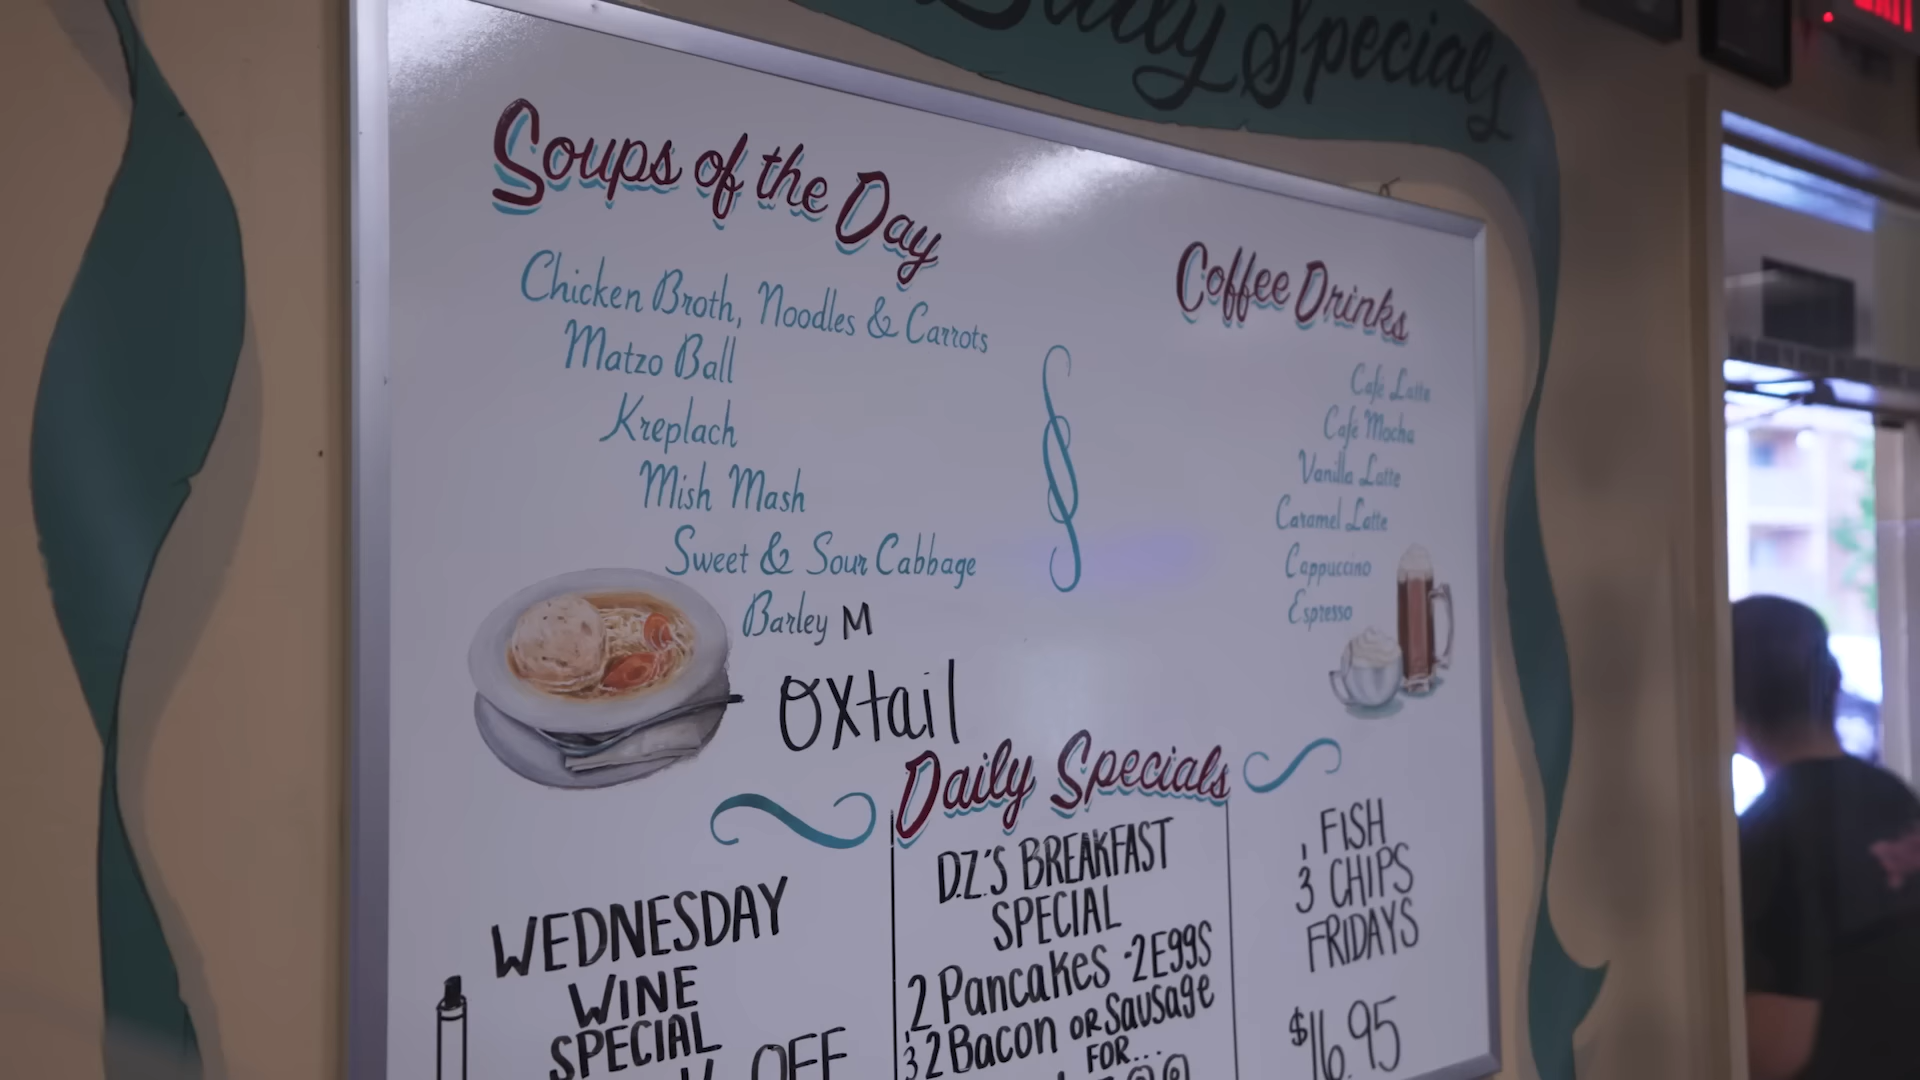 Daily Specials
Soups of the Day
Chicken Broth, Noodles & Carrots
Matzo Ball
Kreplach
Mish Mash
Sweet & Sour Cabbage
Barley M
Oxtail
Coffee Drinks
Cafe Latte
Cafe Mocha
Vanilla Latte
Caramel Latte
Cappuccino
Espresso
Daily Specials
WEDNESDAY
WINE
SPECIAL
OFF
D.Z.'S BREAKFAST
SPECIAL
2 Pancakes - 2 Eggs
2 Bacon OR Sausage
FOR...
FISH
CHIPS
FRIDAYS
$16.95